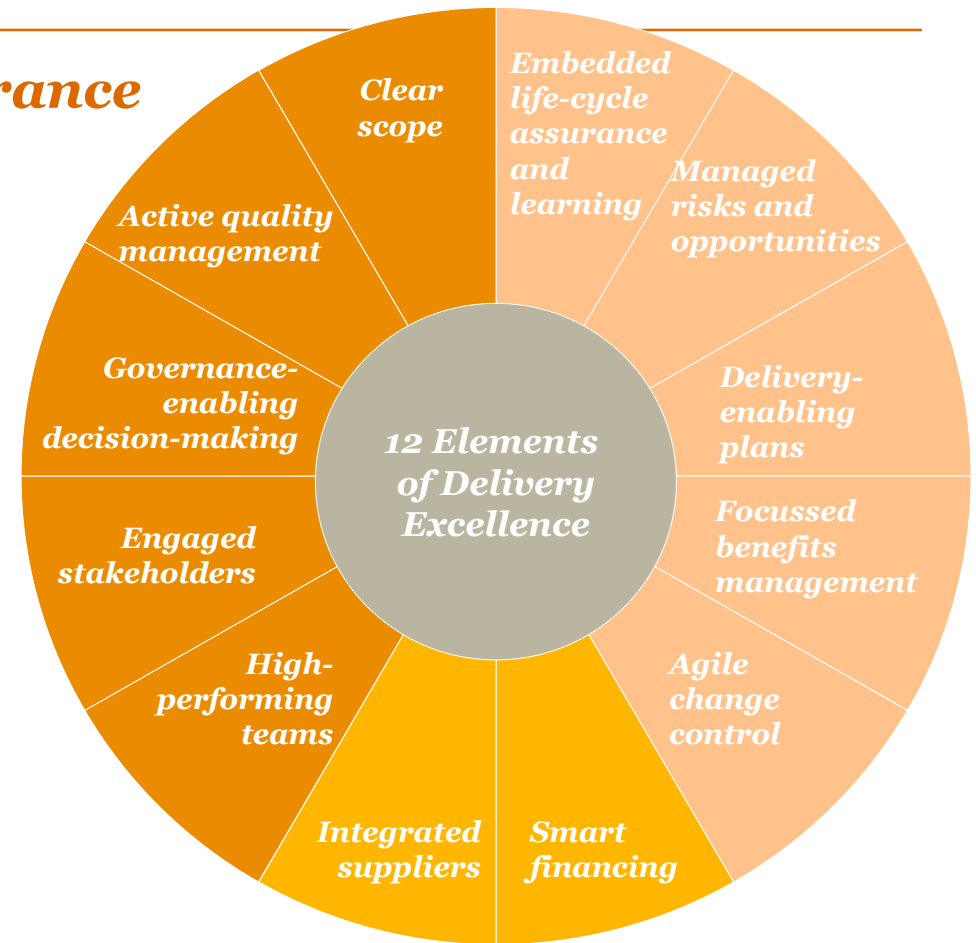 rance
Clear
scope
Embedded
life-cycle
assurance
and
learning
Managed
risks and
opportunities
Delivery-
enabling
plans
Focussed
benefits
management
Agile
change
control
Smart
financing
Integrated
suppliers
High-
performing
teams
Engaged
stakeholders
Governance-
enabling
decision-making
Active quality
management
12 Elements
of Delivery
Excellence